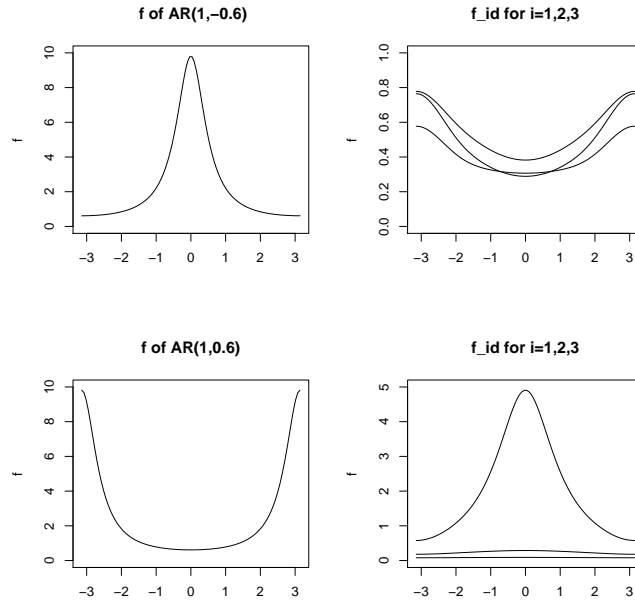 f of AR(1,−0.6)
f
0 2 4 6 8 10
−3 −2 −1 0 1 2 3
f_id for i=1,2,3
f
0.0 0.2 0.4 0.6 0.8 1.0
−3 −2 −1 0 1 2 3
f of AR(1,0.6)
f
0 2 4 6 8 10
−3 −2 −1 0 1 2 3
f_id for i=1,2,3
f
0 1 2 3 4 5
−3 −2 −1 0 1 2 3